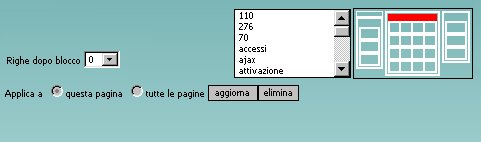 110
276
70
accessi
ajax
attivazione
Righe dopo blocco 0
Applica a questa pagina tutte le pagine aggiorna elimina